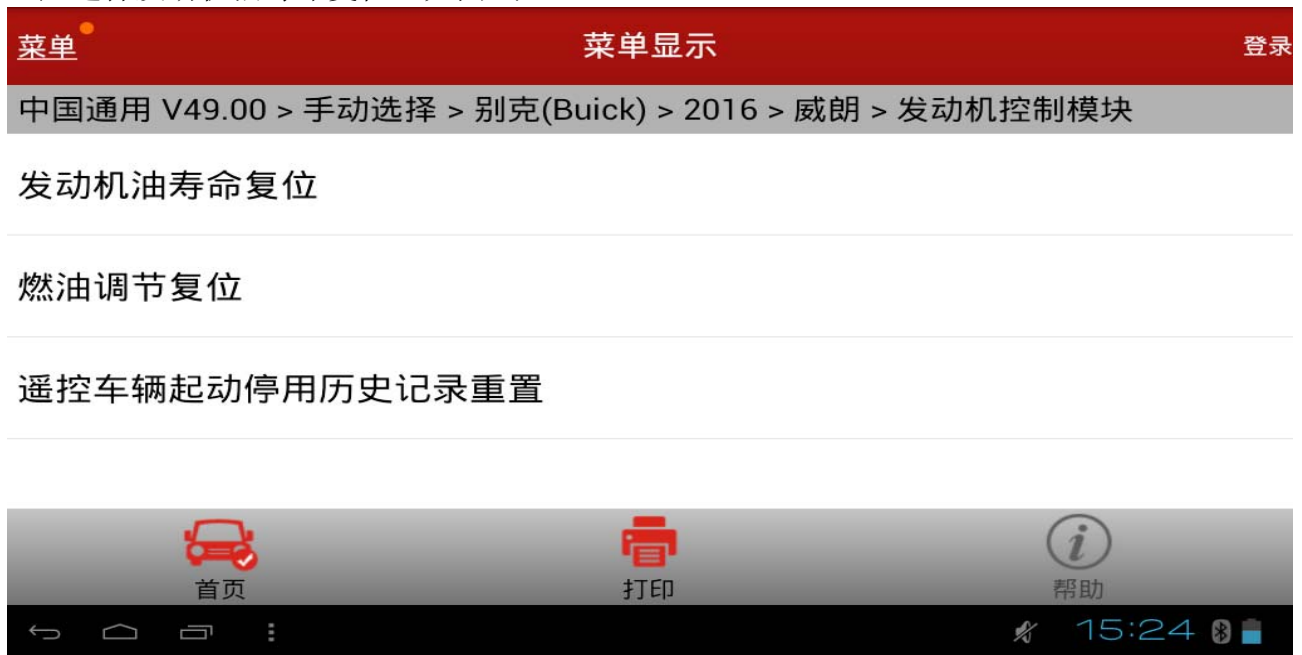 菜单
菜单显示
登录
中国通用 V49.00 > 手动选择 > 别克(Buick) > 2016 > 威朗 > 发动机控制模块
发动机油寿命复位
燃油调节复位
遥控车辆起动停用历史记录重置
首页
打印
帮助
15:24